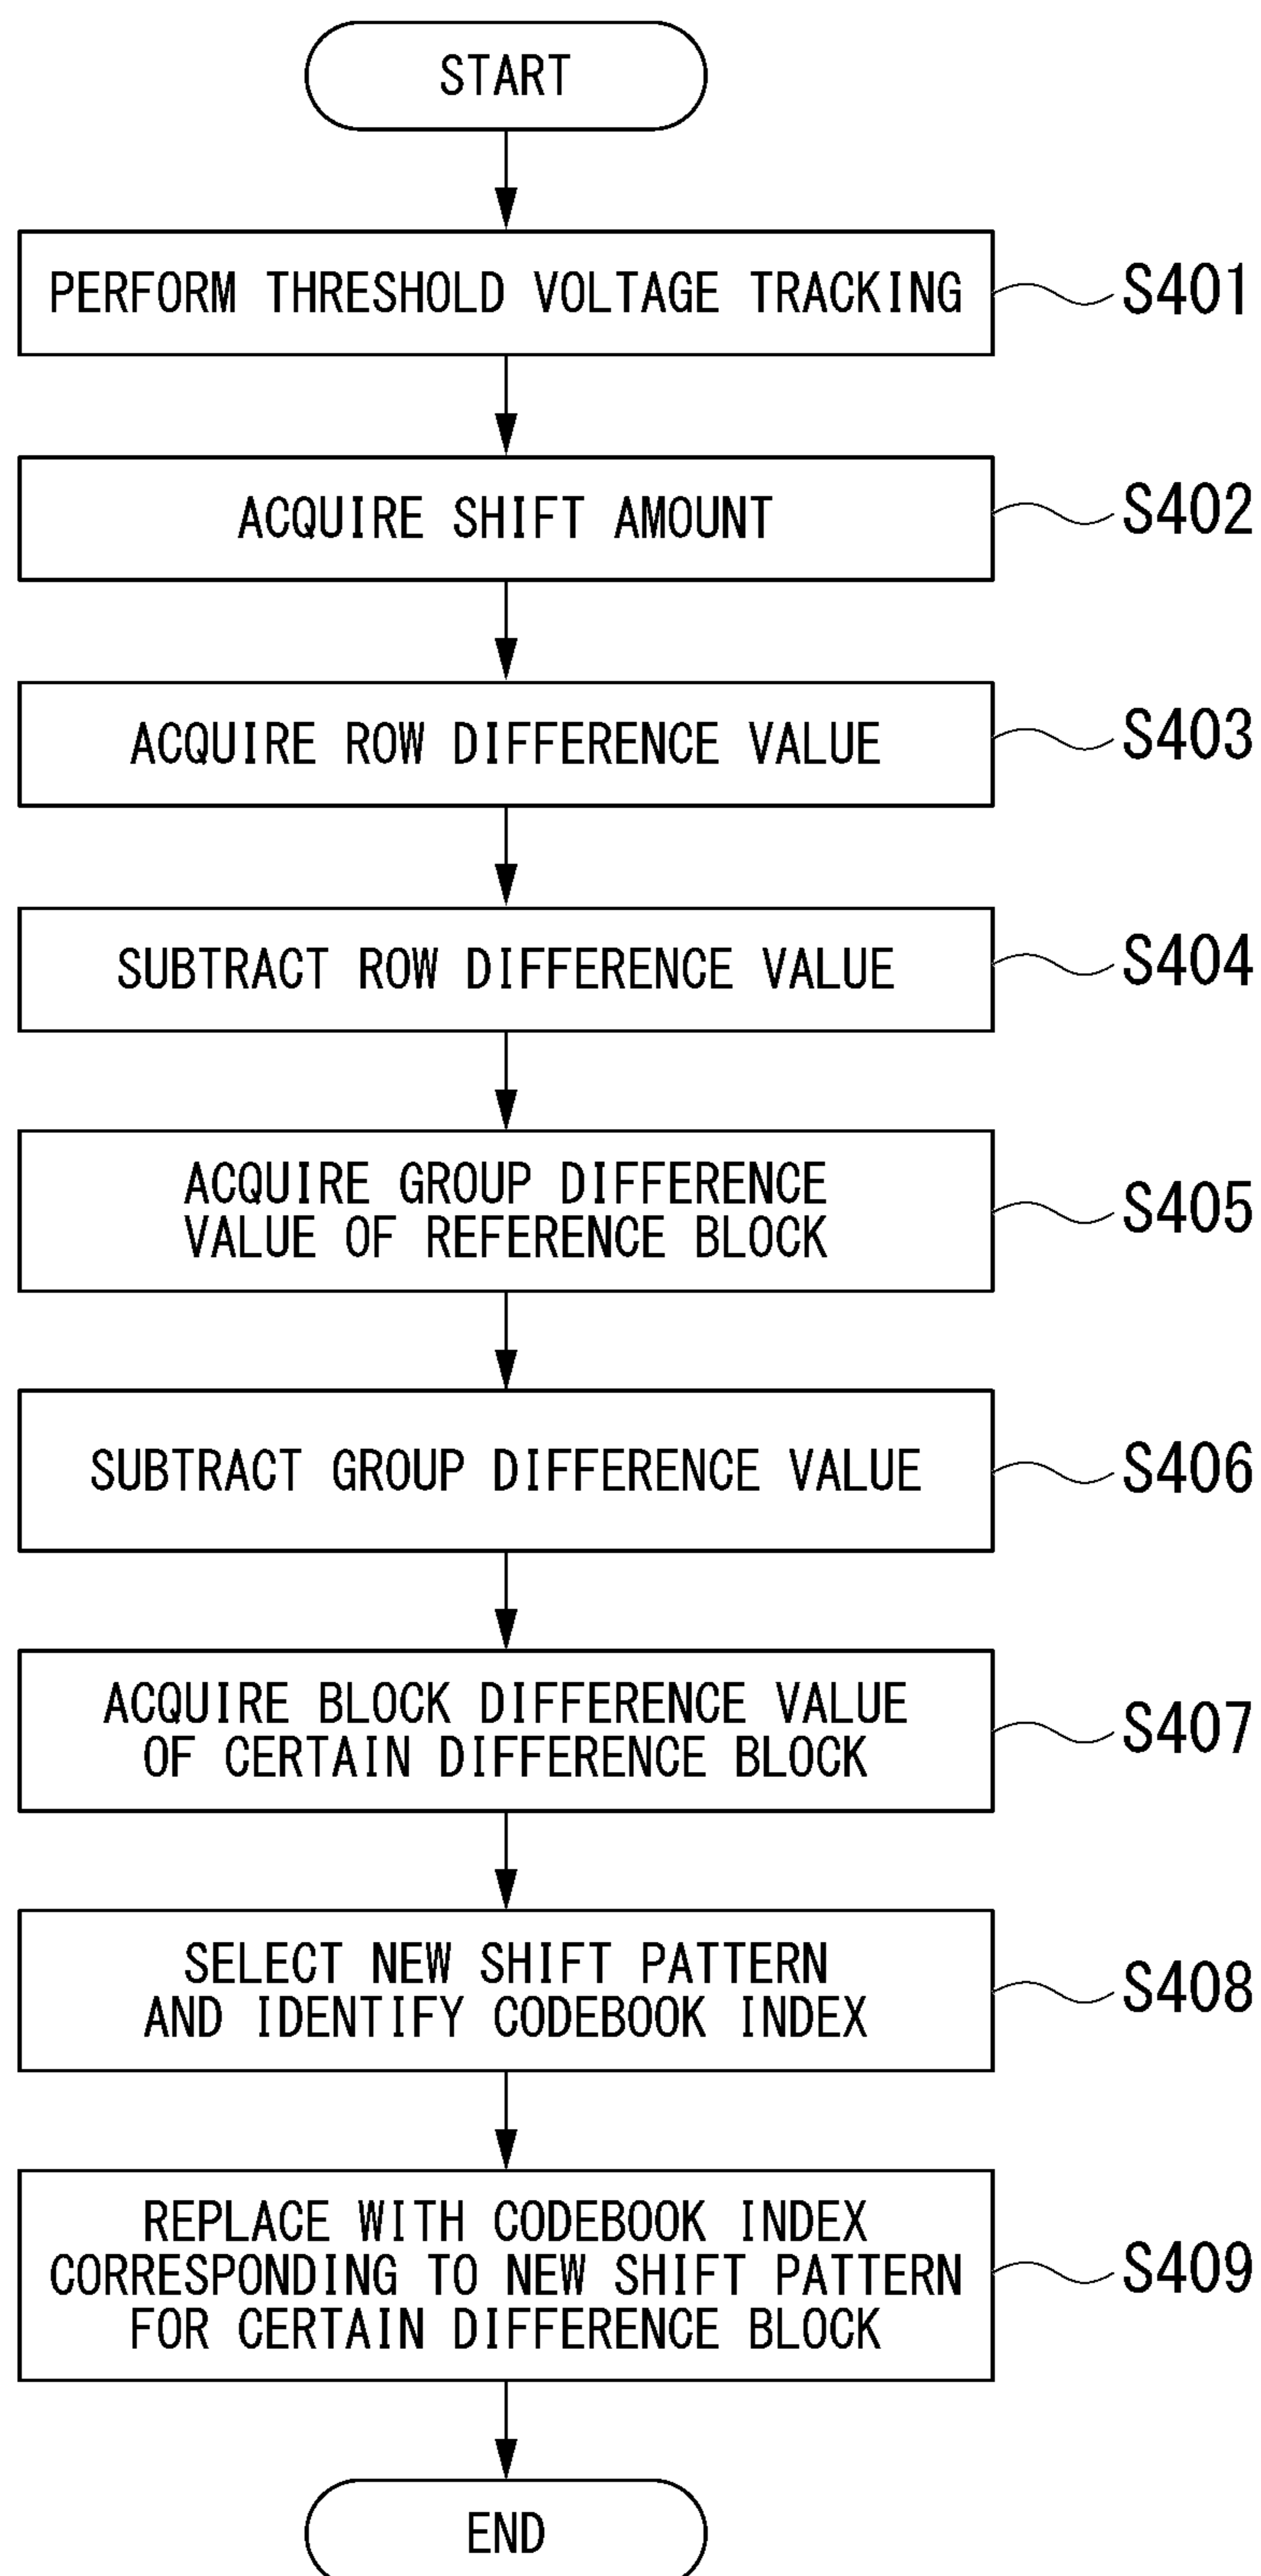 START
PERFORM THRESHOLD VOLTAGE TRACKING
S401
ACQUIRE SHIFT AMOUNT
S402
ACQUIRE ROW DIFFERENCE VALUE
S403
SUBTRACT ROW DIFFERENCE VALUE
S404
ACQUIRE GROUP DIFFERENCE
VALUE OF REFERENCE BLOCK
S405
SUBTRACT GROUP DIFFERENCE VALUE
S406
ACQUIRE BLOCK DIFFERENCE VALUE
OF CERTAIN DIFFERENCE BLOCK
S407
SELECT NEW SHIFT PATTERN
AND IDENTIFY CODEBOOK INDEX
S408
REPLACE WITH CODEBOOK INDEX
CORRESPONDING TO NEW SHIFT PATTERN
FOR CERTAIN DIFFERENCE BLOCK
S409
END